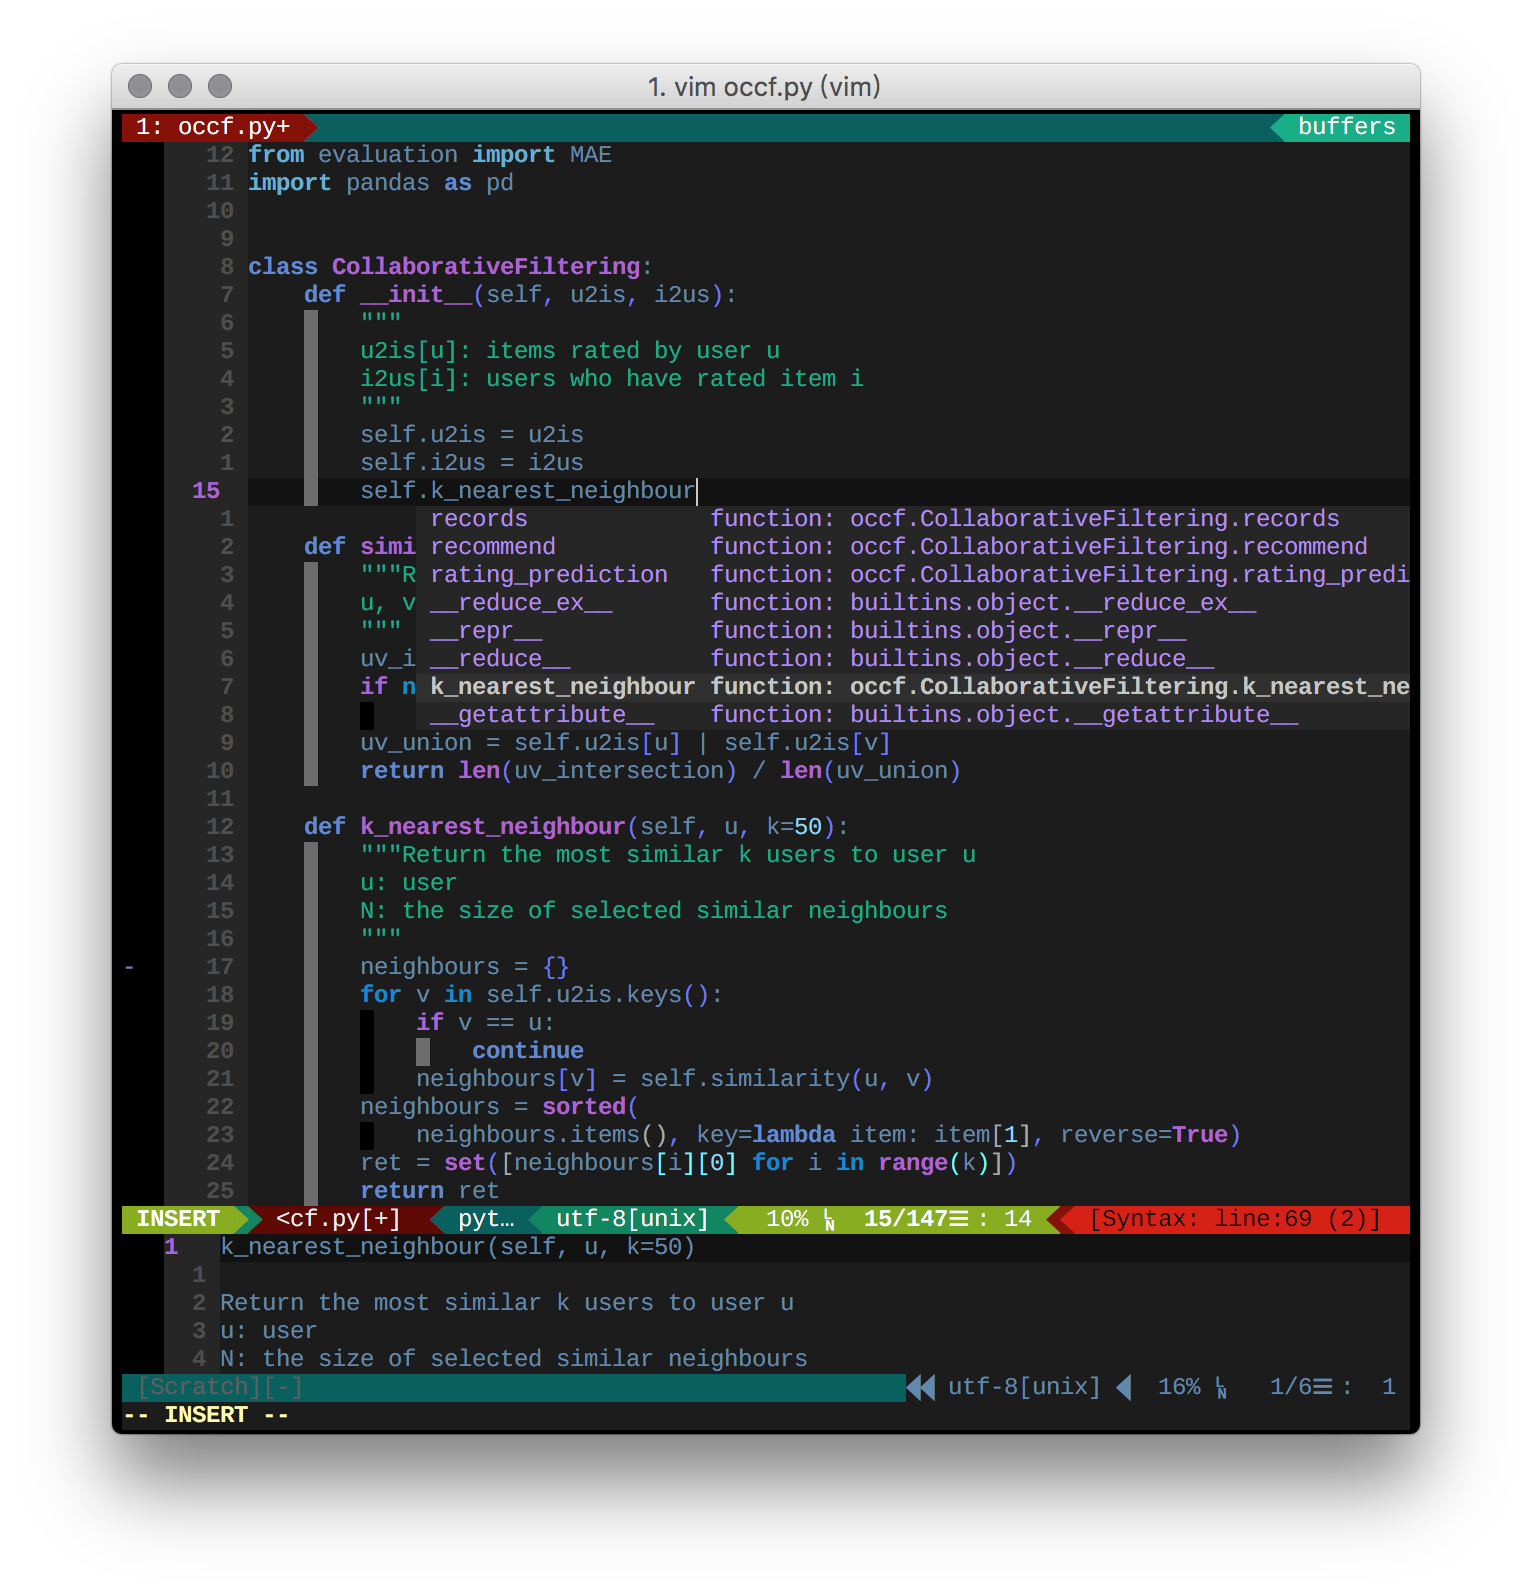 1. vim occf.py (vim)
1: occf.py+ buffers
12 from evaluation import MAE
11 import pandas as pd
10
9
8 class CollaborativeFiltering:
7 def __init__(self, u2is, i2us):
6 """
5 u2is[u]: items rated by user u
4 i2us[i]: users who have rated item i
3 """
2 self.u2is = u2is
1 self.i2us = i2us
15 self.k_nearest_neighbour
1 records function: occf.CollaborativeFiltering.records
2 def simi recommend function: occf.CollaborativeFiltering.recommend
3 """R rating_prediction function: occf.CollaborativeFiltering.rating_predi
4 u, v __reduce_ex__ function: builtins.object.__reduce_ex__
5 """ __repr__ function: builtins.object.__repr__
6 uv_i __reduce__ function: builtins.object.__reduce__
7 if n k_nearest_neighbour function: occf.CollaborativeFiltering.k_nearest_ne
8 __getattribute__ function: builtins.object.__getattribute__
9 uv_union = self.u2is[u] | self.u2is[v]
10 return len(uv_intersection) / len(uv_union)
11
12 def k_nearest_neighbour(self, u, k=50):
13 """Return the most similar k users to user u
14 u: user
15 N: the size of selected similar neighbours
16 """
- 17 neighbours = {}
18 for v in self.u2is.keys():
19 if v == u:
20 continue
21 neighbours[v] = self.similarity(u, v)
22 neighbours = sorted(
23 neighbours.items(), key=lambda item: item[1], reverse=True)
24 ret = set([neighbours[i][0] for i in range(k)])
25 return ret
INSERT <cf.py[+] pyt… utf-8[unix] 10% LN 15/147☰ : 14 [Syntax: line:69 (2)]
1 k_nearest_neighbour(self, u, k=50)
1
2 Return the most similar k users to user u
3 u: user
4 N: the size of selected similar neighbours
[Scratch][-] utf-8[unix] 16% LN 1/6☰ : 1
-- INSERT --